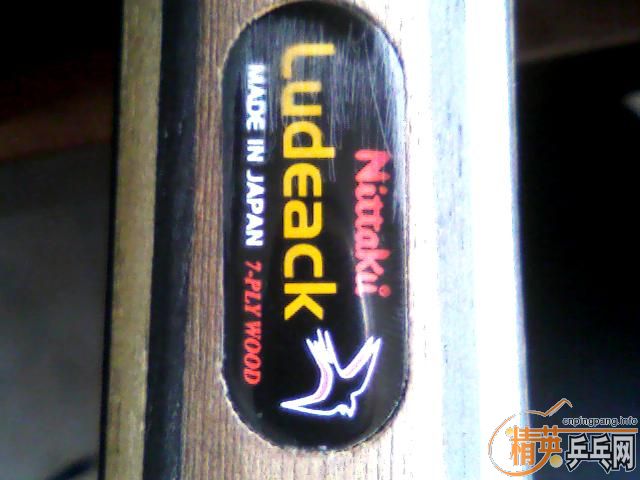 Nittaku
Ludeack
MADE IN JAPAN 7-PLY WOOD
cnpingpang.info
精英乒乓网